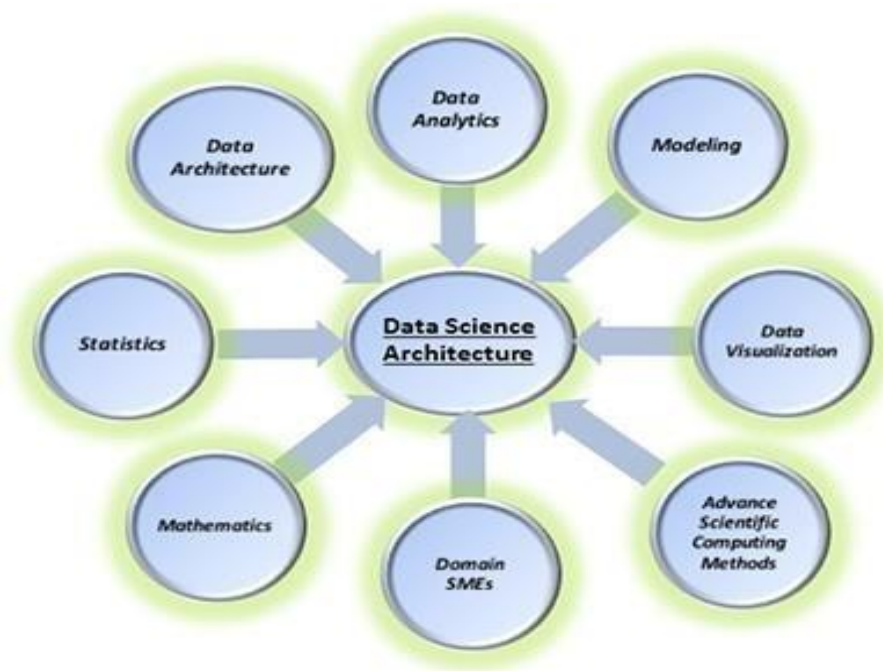 Data
Analytics
Data
Architecture
Modeling
Statistics
Data Science
Architecture
Data
Visualization
Mathematics
Domain
SMEs
Advance
Scientific
Computing
Methods